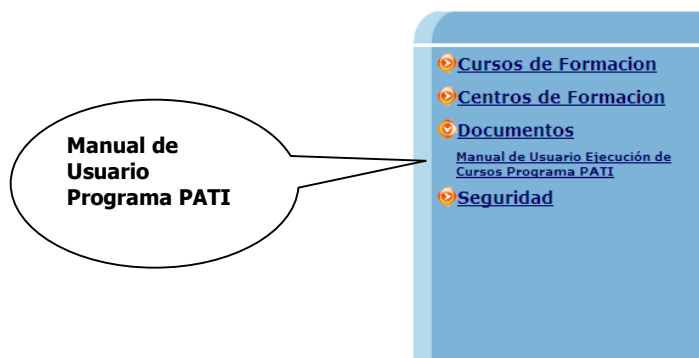 Manual de
Usuario
Programa PATI
Cursos de Formacion
Centros de Formacion
Documentos
Manual de Usuario Ejecución de
Cursos Programa PATI
Seguridad